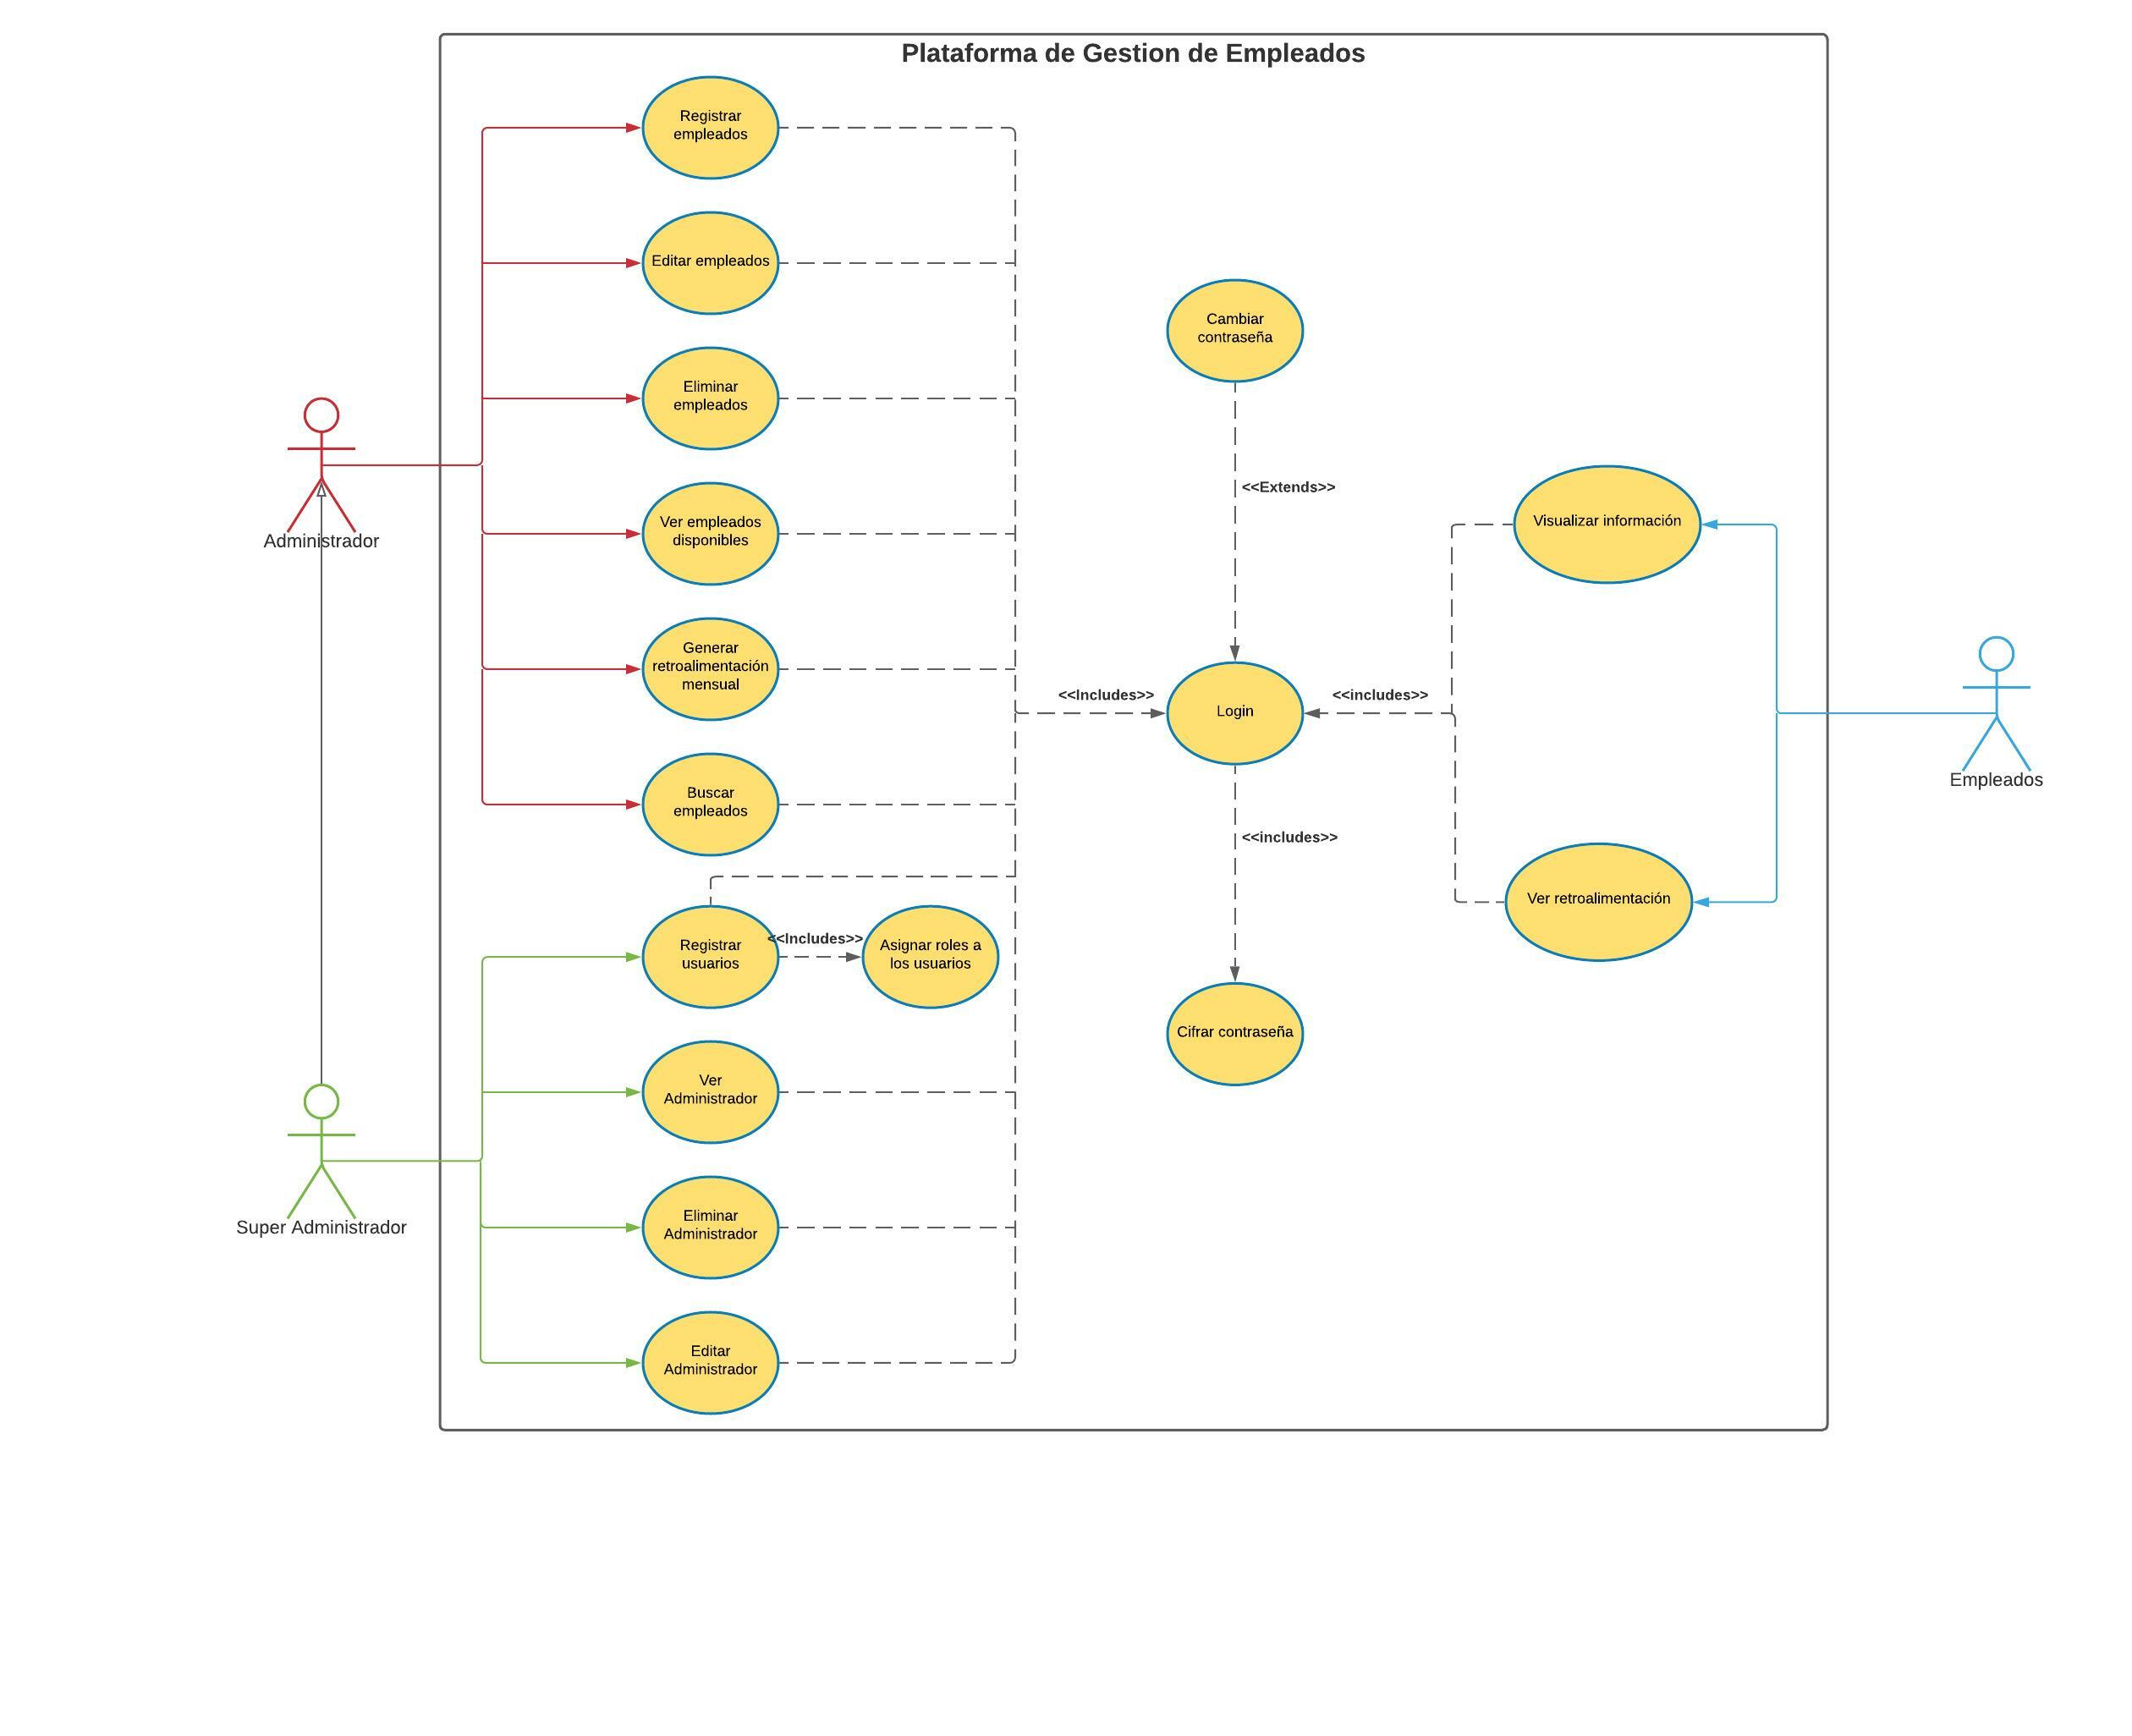 Plataforma de Gestion de Empleados
Registrar
empleados
Editar empleados
Eliminar
empleados
Ver empleados
disponibles
Generar
retroalimentación
mensual
Buscar
empleados
Registrar
usuarios
<<Includes>>
Asignar roles a
los usuarios
Ver
Administrador
Eliminar
Administrador
Editar
Administrador
Administrador
Super Administrador
Cambiar
contraseña
<<Extends>>
<<Includes>>
Login
<<includes>>
<<includes>>
Cifrar contraseña
Visualizar información
Ver retroalimentación
Empleados